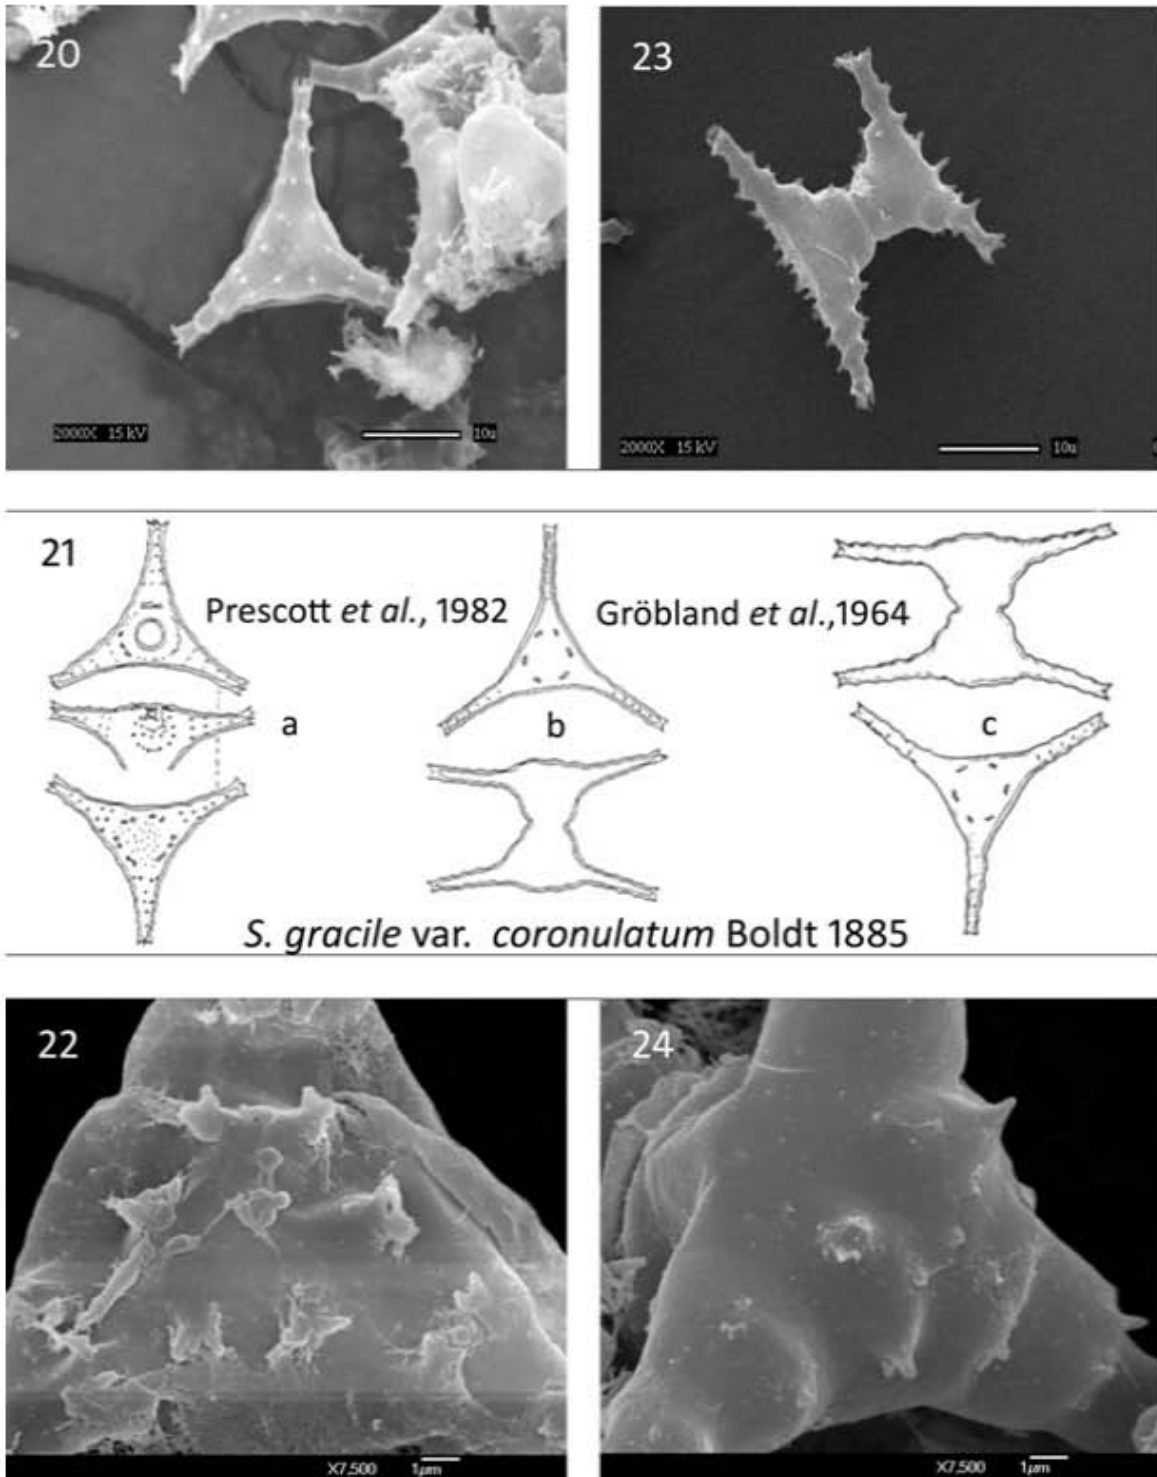 20
2000X 15 kV 10u
23
2000X 15 kV 10u
21
Prescott et al., 1982
Gröbland et al.,1964
a
b
c
S. gracile var. coronulatum Boldt 1885
22
X7,500 1μm
24
X7,500 1μm